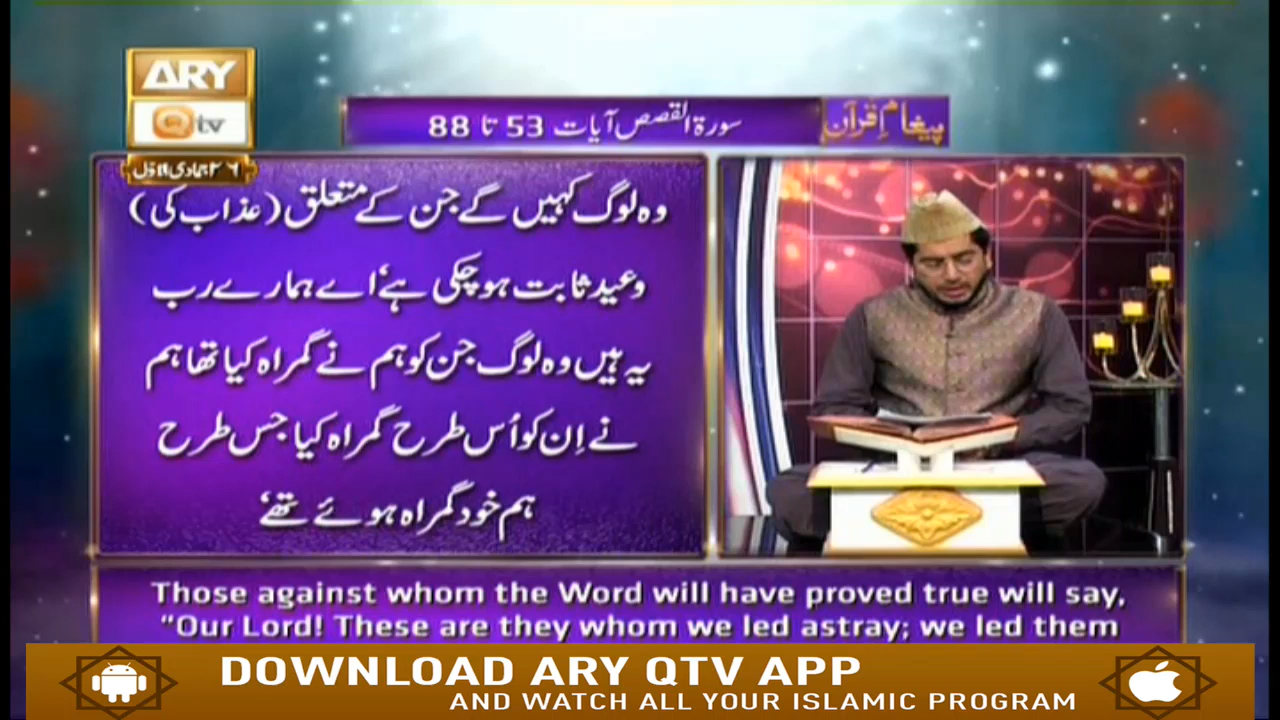 ARY
Qtv
۲۶ جمادی الاوّل
پیغامِ قرآن
سورۃ القصص آیات 53 تا 88
وہ لوگ کہیں گے جن کے متعلق (عذاب کی)
وعید ثابت ہو چکی ہے، اے ہمارے رب
یہ ہیں وہ لوگ جن کو ہم نے گمراہ کیا تھا ہم
نے اِن کو اُس طرح گمراہ کیا جس طرح
ہم خود گمراہ ہوئے تھے،
Those against whom the Word will have proved true will say,
“Our Lord! These are they whom we led astray; we led them
DOWNLOAD ARY QTV APP
AND WATCH ALL YOUR ISLAMIC PROGRAM